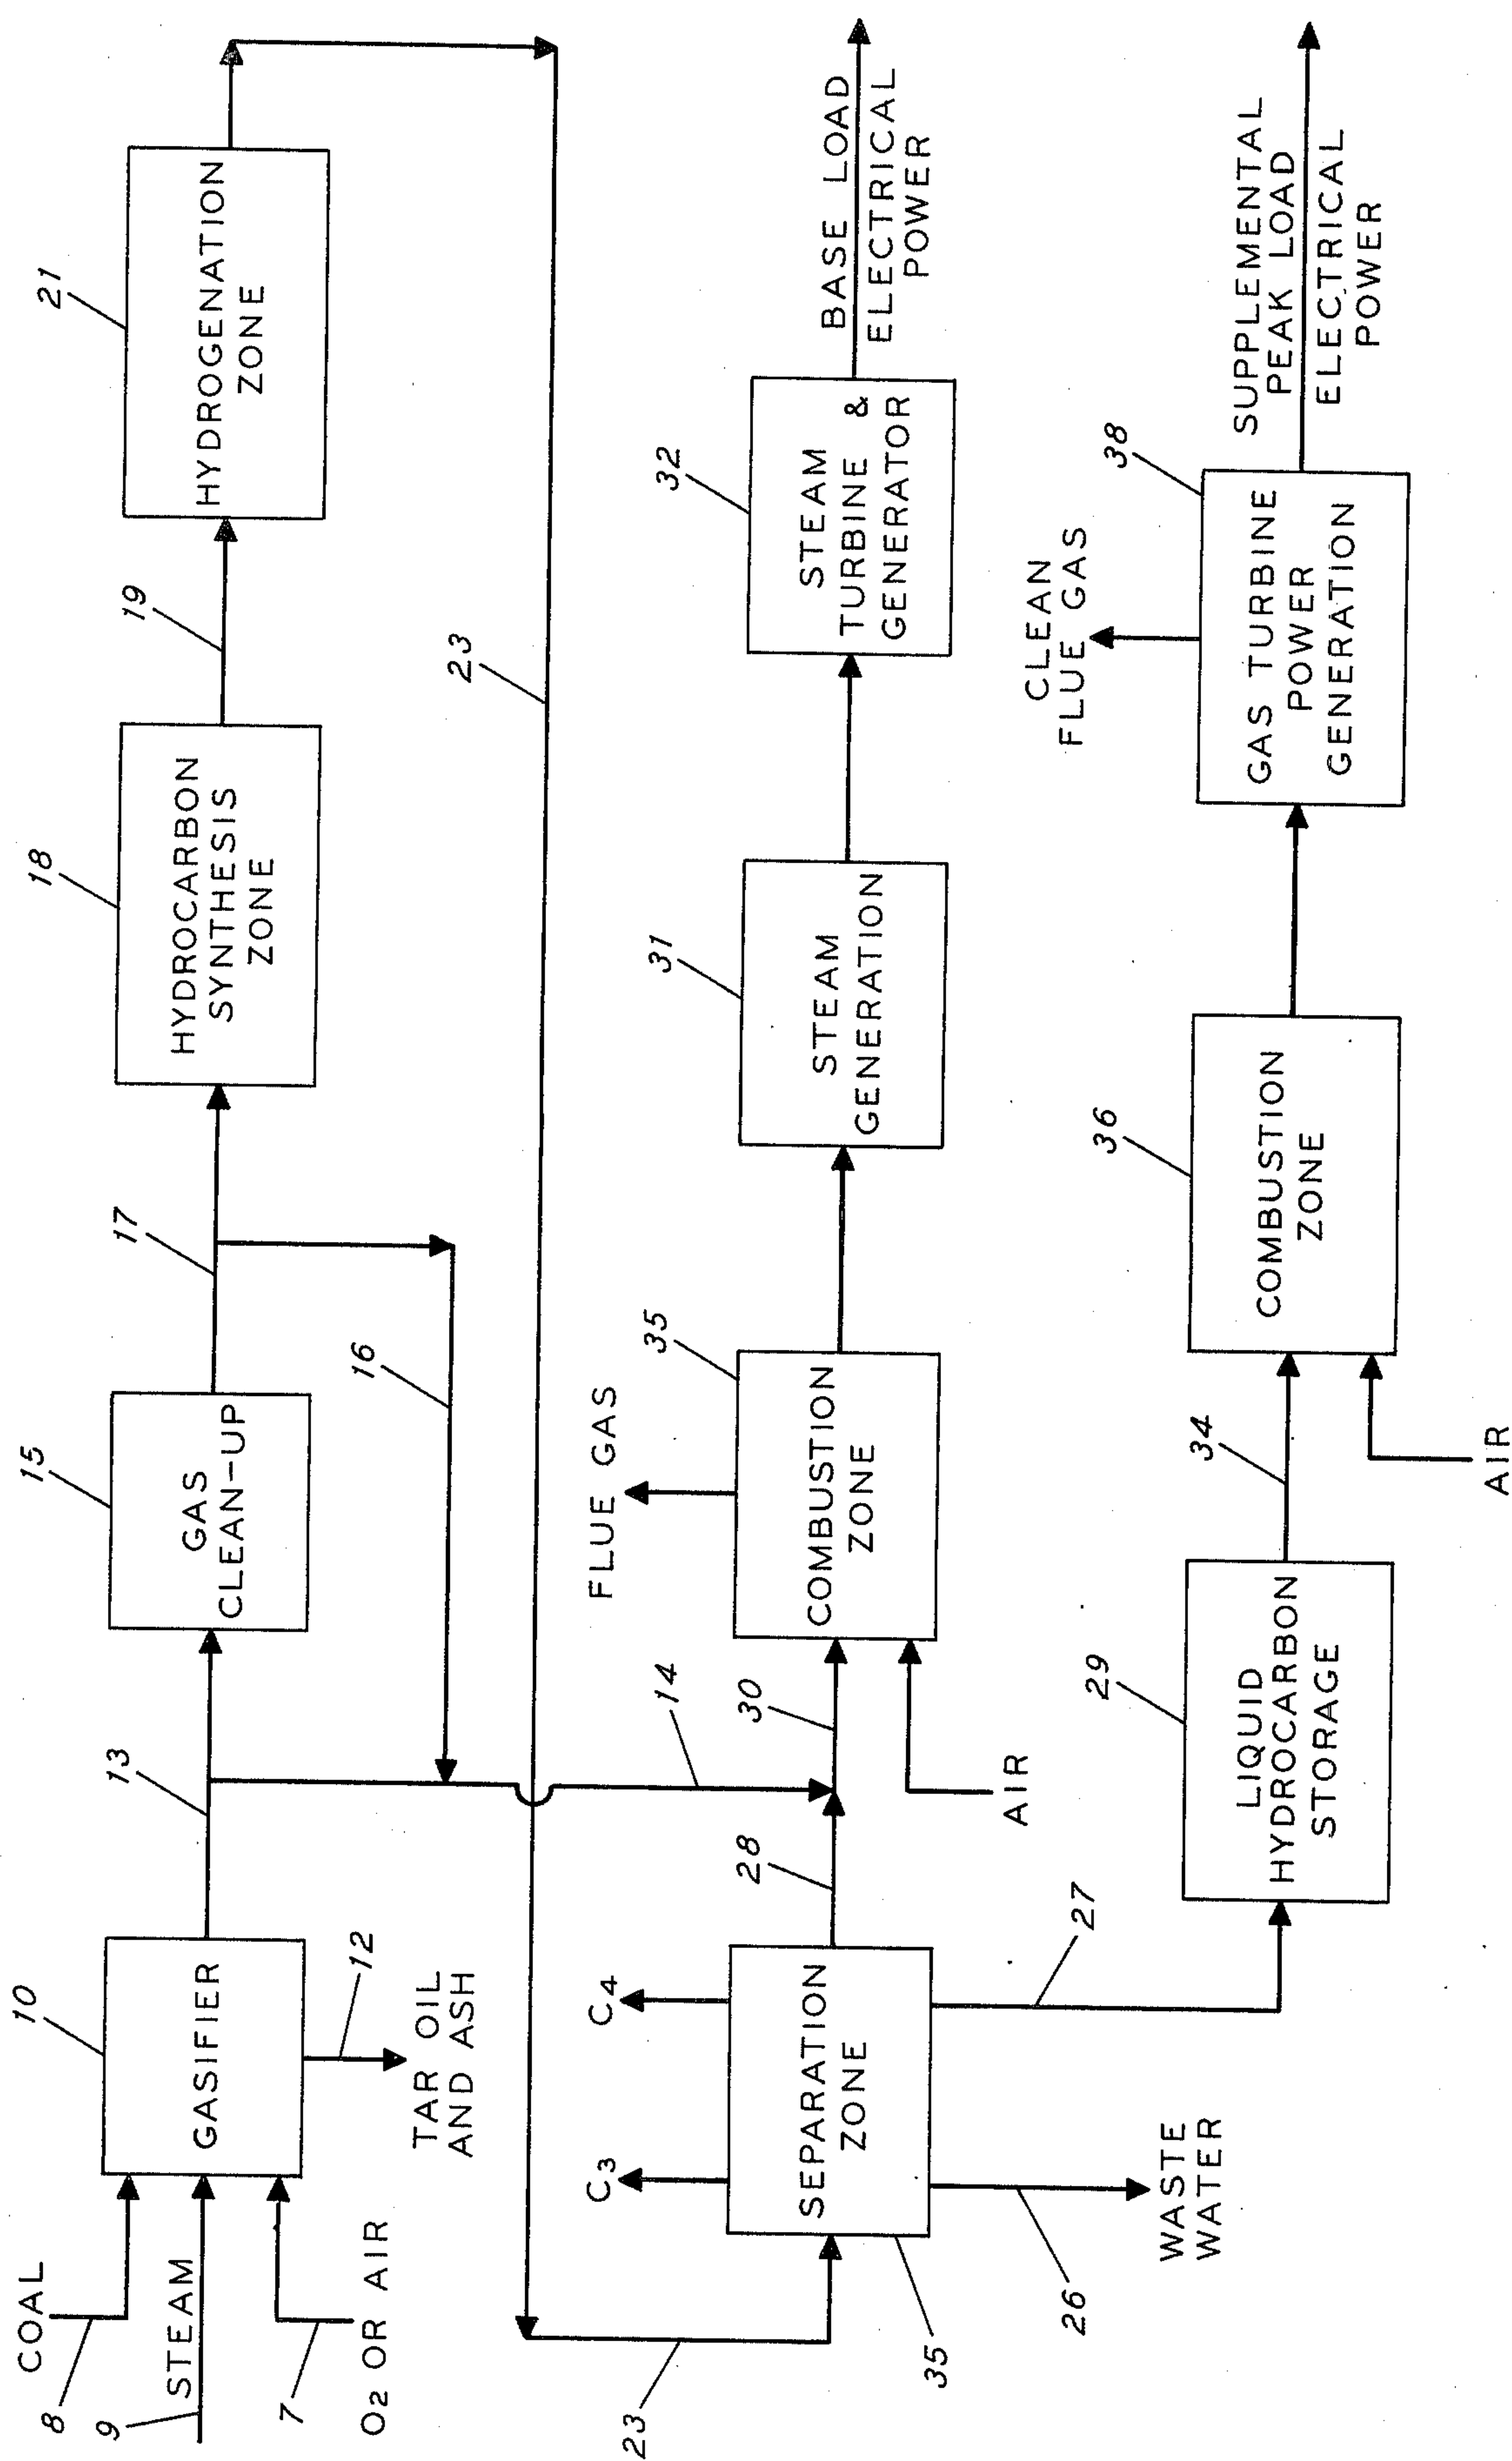 COAL
8
9
STEAM
7
O2 OR AIR
10
GASIFIER
12
TAR OIL
AND ASH
13
15
GAS
CLEAN-UP
17
16
18
HYDROCARBON
SYNTHESIS
ZONE
19
21
HYDROGENATION
ZONE
23
23
35
SEPARATION
ZONE
C3
C4
26
WASTE
WATER
27
28
14
30
AIR
FLUE GAS
35
COMBUSTION
ZONE
31
STEAM
GENERATION
32
STEAM
TURBINE &
GENERATOR
BASE LOAD
ELECTRICAL
POWER
29
LIQUID
HYDROCARBON
STORAGE
34
AIR
36
COMBUSTION
ZONE
CLEAN
FLUE GAS
38
GAS TURBINE
POWER
GENERATION
SUPPLEMENTAL
PEAK LOAD
ELECTRICAL
POWER